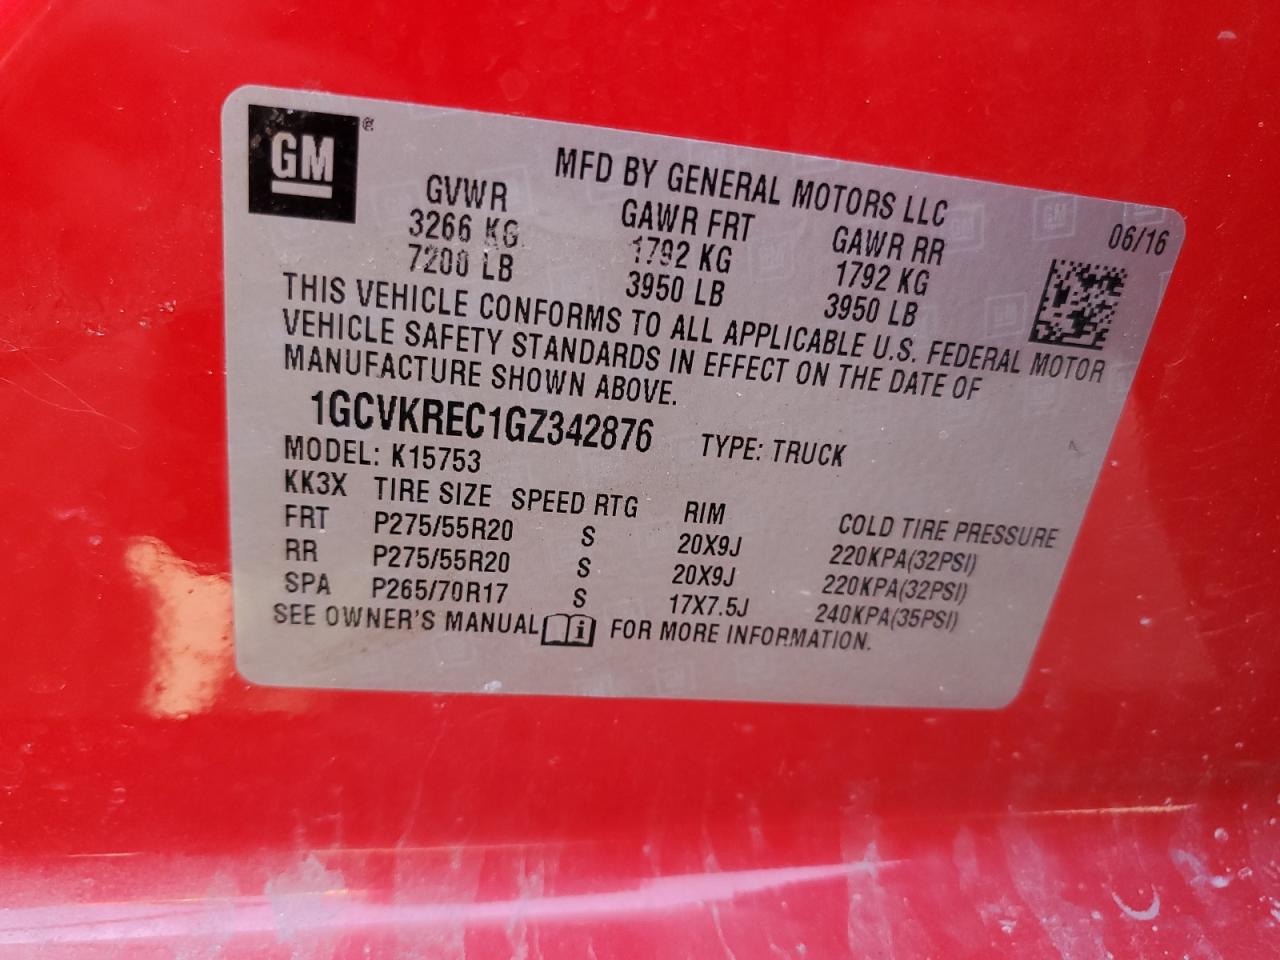 GM ®
MFD BY GENERAL MOTORS LLC
06/16
GVWR GAWR FRT GAWR RR
3266 KG 1792 KG 1792 KG
7200 LB 3950 LB 3950 LB
THIS VEHICLE CONFORMS TO ALL APPLICABLE U.S. FEDERAL MOTOR
VEHICLE SAFETY STANDARDS IN EFFECT ON THE DATE OF
MANUFACTURE SHOWN ABOVE.
1GCVKREC1GZ342876 TYPE: TRUCK
MODEL: K15753
KK3X TIRE SIZE SPEED RTG RIM COLD TIRE PRESSURE
FRT P275/55R20 S 20X9J 220KPA(32PSI)
RR P275/55R20 S 20X9J 220KPA(32PSI)
SPA P265/70R17 S 17X7.5J 240KPA(35PSI)
SEE OWNER'S MANUAL i FOR MORE INFORMATION.